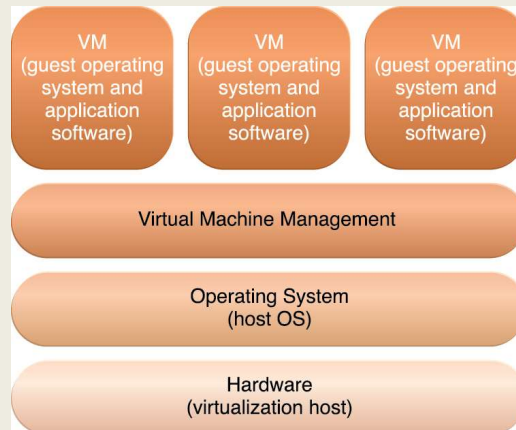 VM
(guest operating
system and
application
software)
VM
(guest operating
system and
application
software)
VM
(guest operating
system and
application
software)
Virtual Machine Management
Operating System
(host OS)
Hardware
(virtualization host)